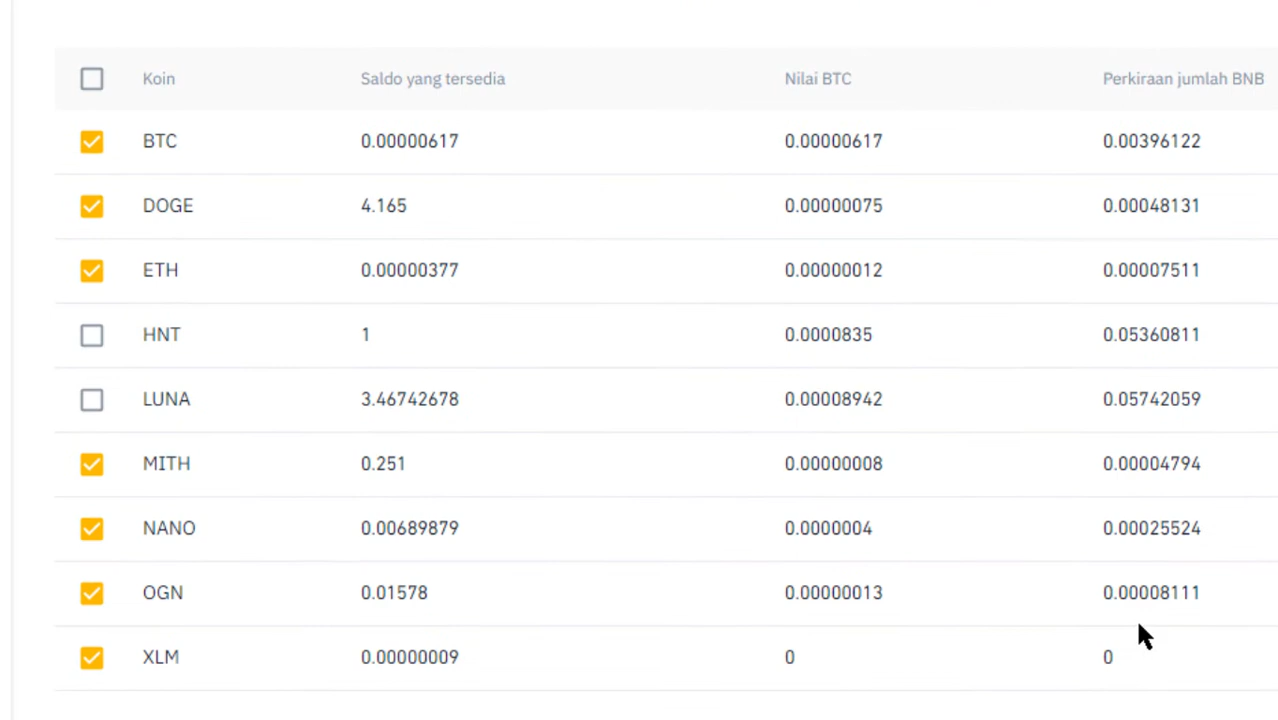 Koin Saldo yang tersedia Nilai BTC Perkiraan jumlah BNB
BTC 0.00000617 0.00000617 0.00396122
DOGE 4.165 0.00000075 0.00048131
ETH 0.00000377 0.00000012 0.00007511
HNT 1 0.0000835 0.05360811
LUNA 3.46742678 0.00008942 0.05742059
MITH 0.251 0.00000008 0.00004794
NANO 0.00689879 0.0000004 0.00025524
OGN 0.01578 0.00000013 0.00008111
XLM 0.00000009 0 0